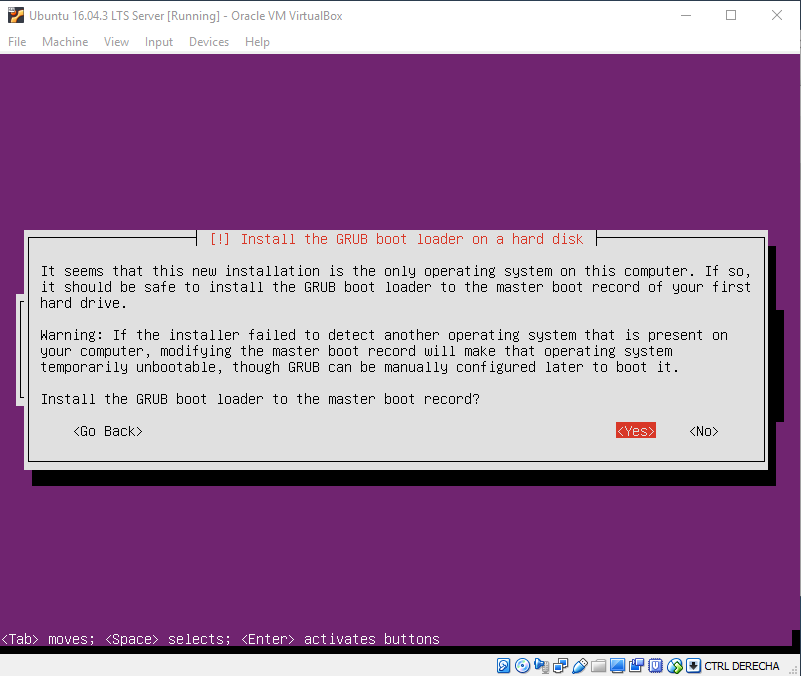 Ubuntu 16.04.3 LTS Server [Running] - Oracle VM VirtualBox
File Machine View Input Devices Help
[!] Install the GRUB boot loader on a hard disk
It seems that this new installation is the only operating system on this computer. If so,
it should be safe to install the GRUB boot loader to the master boot record of your first
hard drive.
Warning: If the installer failed to detect another operating system that is present on
your computer, modifying the master boot record will make that operating system
temporarily unbootable, though GRUB can be manually configured later to boot it.
Install the GRUB boot loader to the master boot record?
<Go Back> <Yes> <No>
<Tab> moves; <Space> selects; <Enter> activates buttons
CTRL DERECHA